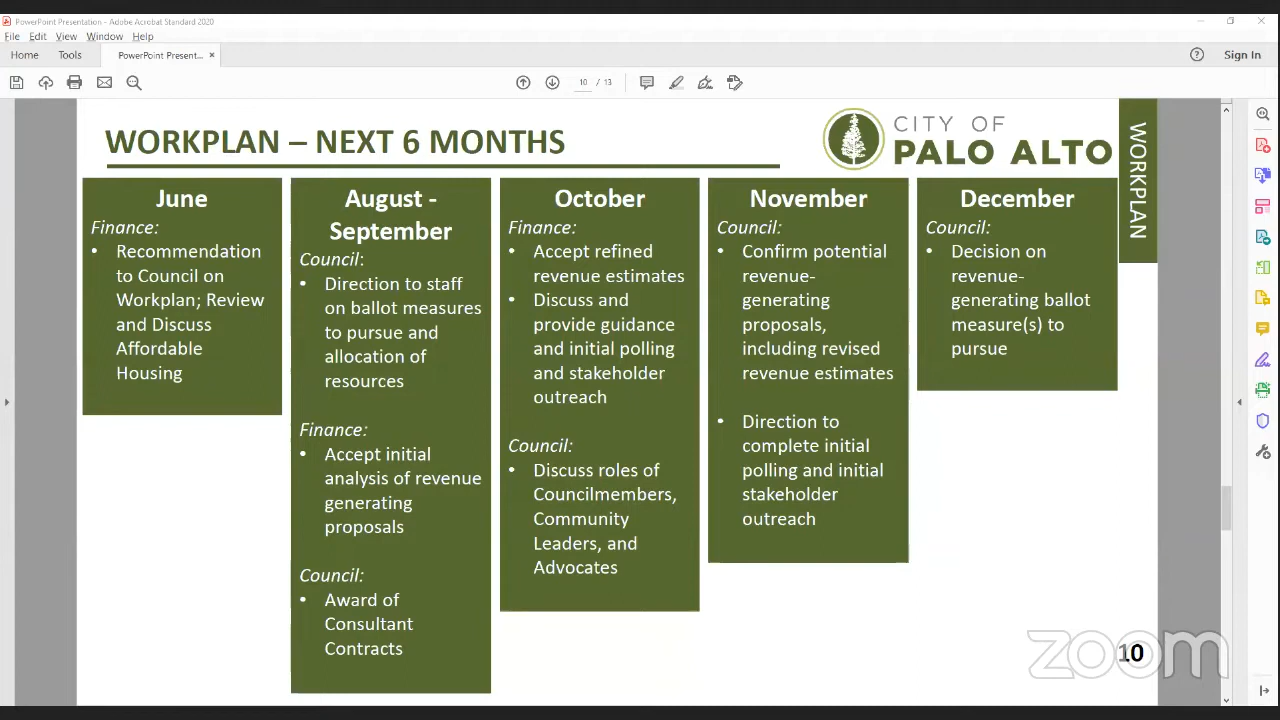 PowerPoint Presentation - Adobe Acrobat Standard 2020
File Edit View Window Help
Home Tools PowerPoint Present... × Sign In
10 / 13
WORKPLAN – NEXT 6 MONTHS
CITY OF
PALO ALTO
WORKPLAN
June
Finance:
• Recommendation
to Council on
Workplan; Review
and Discuss
Affordable
Housing
August -
September
Council:
• Direction to staff
on ballot measures
to pursue and
allocation of
resources
Finance:
• Accept initial
analysis of revenue
generating
proposals
Council:
• Award of
Consultant
Contracts
October
Finance:
• Accept refined
revenue estimates
• Discuss and
provide guidance
and initial polling
and stakeholder
outreach
Council:
• Discuss roles of
Councilmembers,
Community
Leaders, and
Advocates
November
Council:
• Confirm potential
revenue-
generating
proposals,
including revised
revenue estimates
• Direction to
complete initial
polling and initial
stakeholder
outreach
December
Council:
• Decision on
revenue-
generating ballot
measure(s) to
pursue
10
zoom